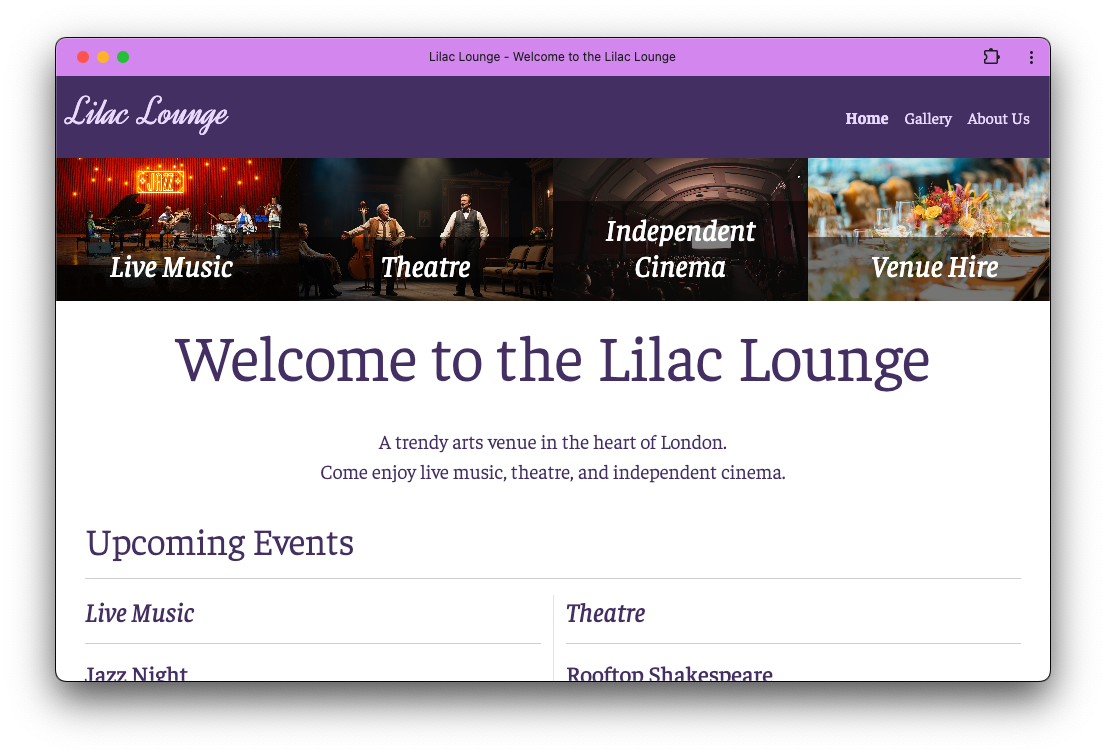 Lilac Lounge - Welcome to the Lilac Lounge
Lilac Lounge
Home Gallery About Us
JAZZ
Live Music
Theatre
Independent
Cinema
Venue Hire
Welcome to the Lilac Lounge
A trendy arts venue in the heart of London.
Come enjoy live music, theatre, and independent cinema.
Upcoming Events
Live Music
Theatre
Jazz Night
Rooftop Shakespeare